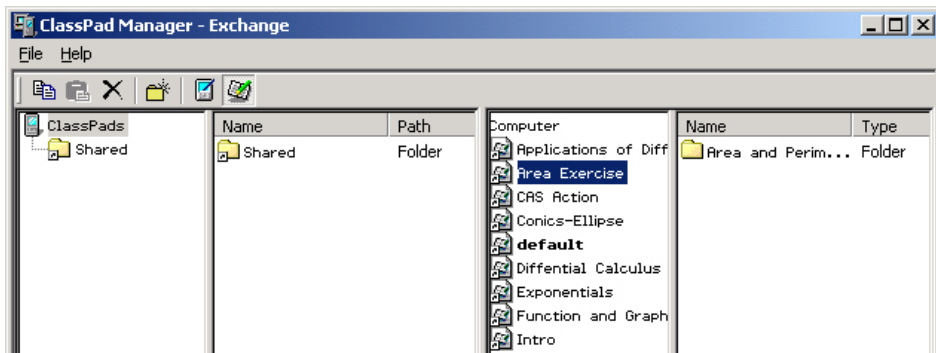 ClassPad Manager - Exchange
File Help
ClassPads
Shared
Name Path
Shared Folder
Computer
Applications of Diff
Area Exercise
CAS Action
Conics-Ellipse
default
Diffential Calculus
Exponentials
Function and Graph
Intro
Name Type
Area and Perim... Folder